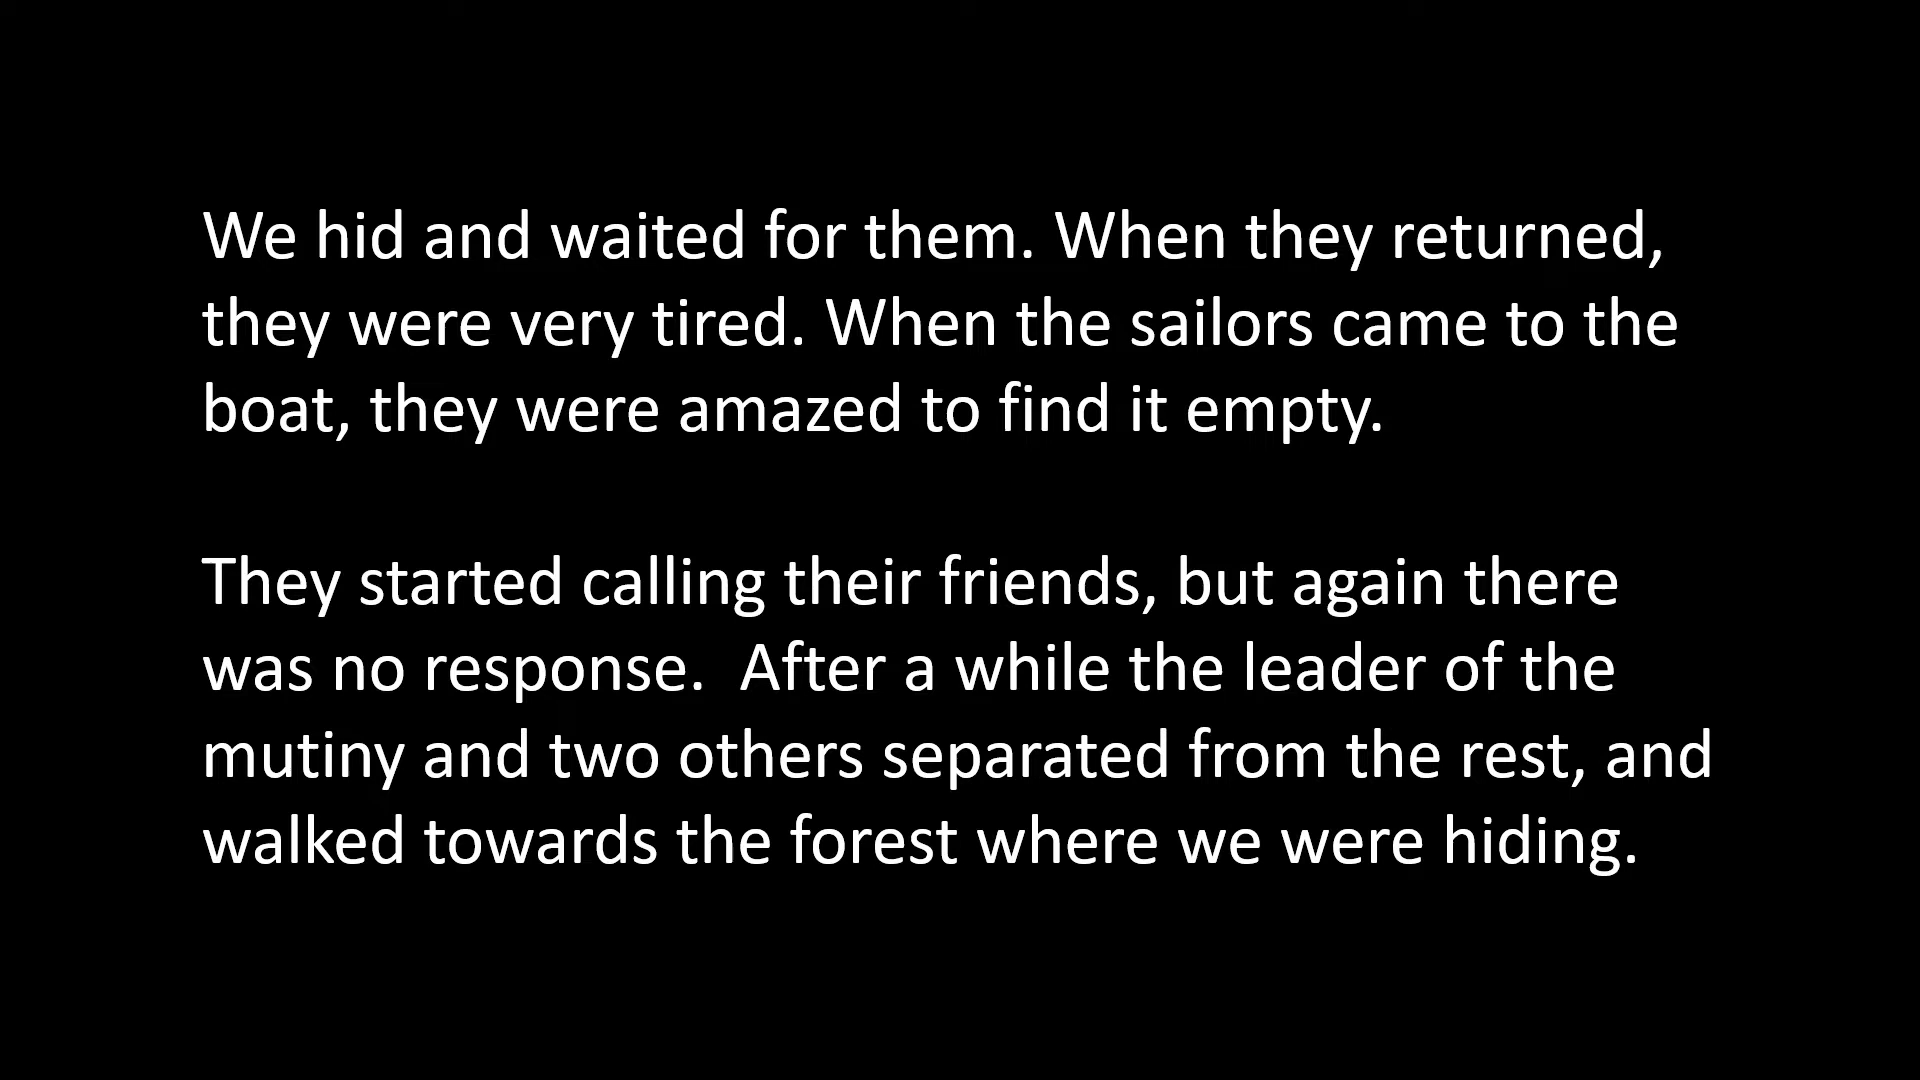 We hid and waited for them. When they returned,
they were very tired. When the sailors came to the
boat, they were amazed to find it empty.
They started calling their friends, but again there
was no response.  After a while the leader of the
mutiny and two others separated from the rest, and
walked towards the forest where we were hiding.